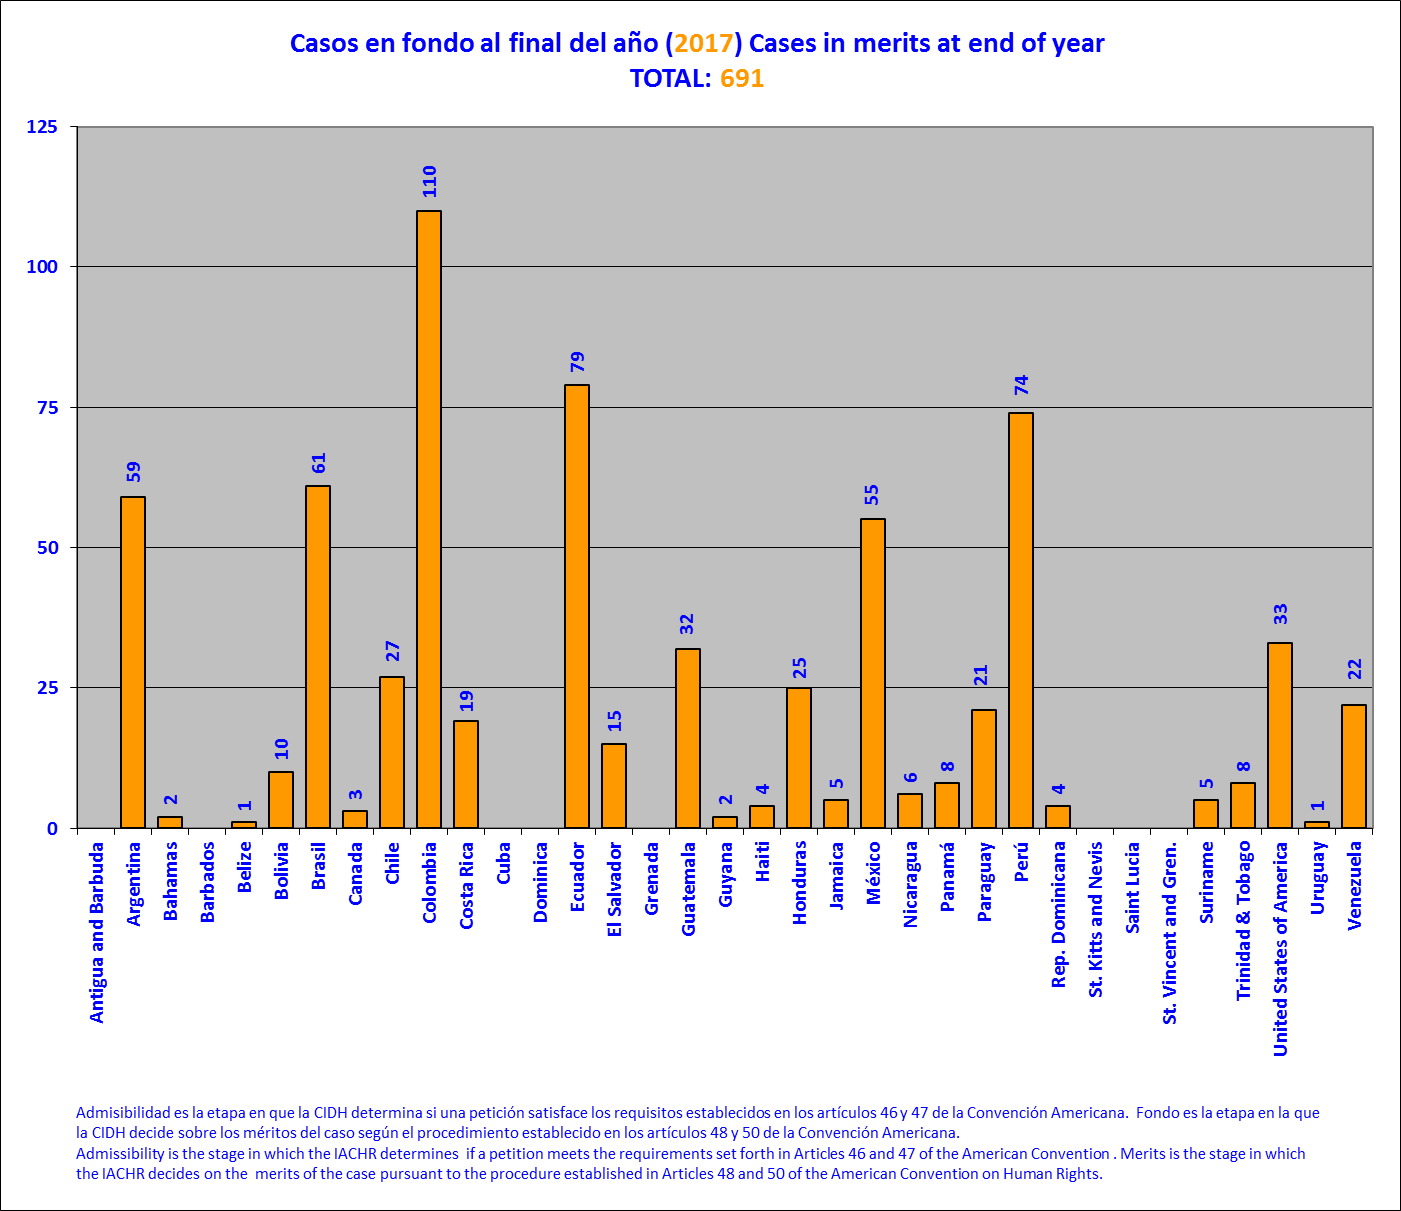 Casos en fondo al final del año (2017) Cases in merits at end of year
TOTAL: 691
125
100
75
50
25
0
59
2
1
10
61
3
27
110
19
79
15
32
2
4
25
5
55
6
8
21
74
4
5
8
33
1
22
Antigua and Barbuda
Argentina
Bahamas
Barbados
Belize
Bolivia
Brasil
Canada
Chile
Colombia
Costa Rica
Cuba
Dominica
Ecuador
El Salvador
Grenada
Guatemala
Guyana
Haiti
Honduras
Jamaica
México
Nicaragua
Panamá
Paraguay
Perú
Rep. Dominicana
St. Kitts and Nevis
Saint Lucia
St. Vincent and Gren.
Suriname
Trinidad & Tobago
United States of America
Uruguay
Venezuela
Admisibilidad es la etapa en que la CIDH determina si una petición satisface los requisitos establecidos en los artículos 46 y 47 de la Convención Americana. Fondo es la etapa en la que
la CIDH decide sobre los méritos del caso según el procedimiento establecido en los artículos 48 y 50 de la Convención Americana.
Admissibility is the stage in which the IACHR determines if a petition meets the requirements set forth in Articles 46 and 47 of the American Convention . Merits is the stage in which
the IACHR decides on the merits of the case pursuant to the procedure established in Articles 48 and 50 of the American Convention on Human Rights.